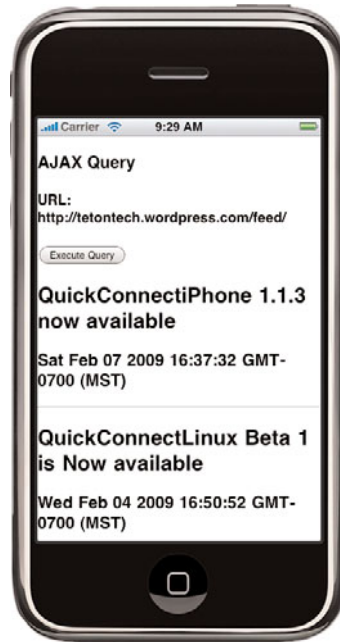 Carrier 9:29 AM
AJAX Query
URL:
http://tetontech.wordpress.com/feed/
Execute Query
QuickConnectiPhone 1.1.3
now available
Sat Feb 07 2009 16:37:32 GMT-
0700 (MST)
QuickConnectLinux Beta 1
is Now available
Wed Feb 04 2009 16:50:52 GMT-
0700 (MST)